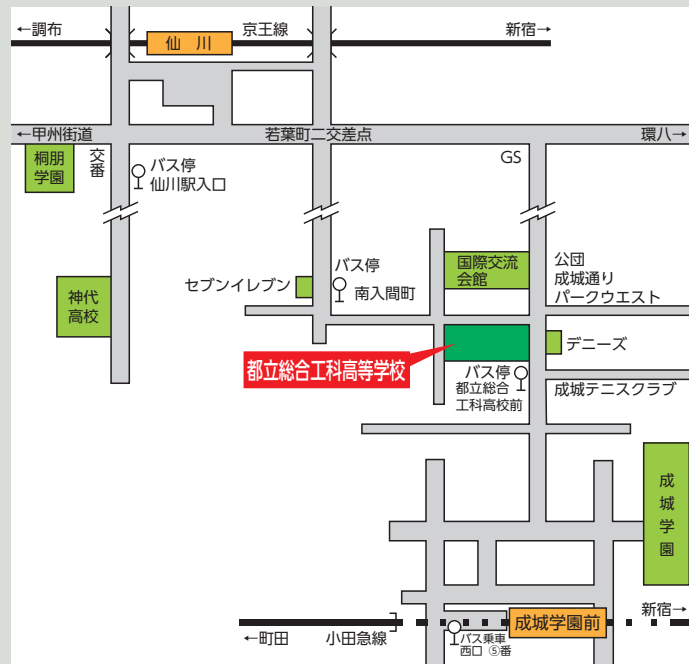 ←調布
仙 川
京王線
新宿→
←甲州街道
若葉町二交差点
環八→
桐朋
学園
交番
バス停
仙川駅入口
GS
神代
高校
セブンイレブン
バス停
南入間町
国際交流
会館
公団
成城通り
パークウエスト
都立総合工科高等学校
デニーズ
バス停
都立総合
工科高校前
成城テニスクラブ
成城学園
新宿→
成城学園前
←町田
小田急線
バス乗車
西口 ⑤番